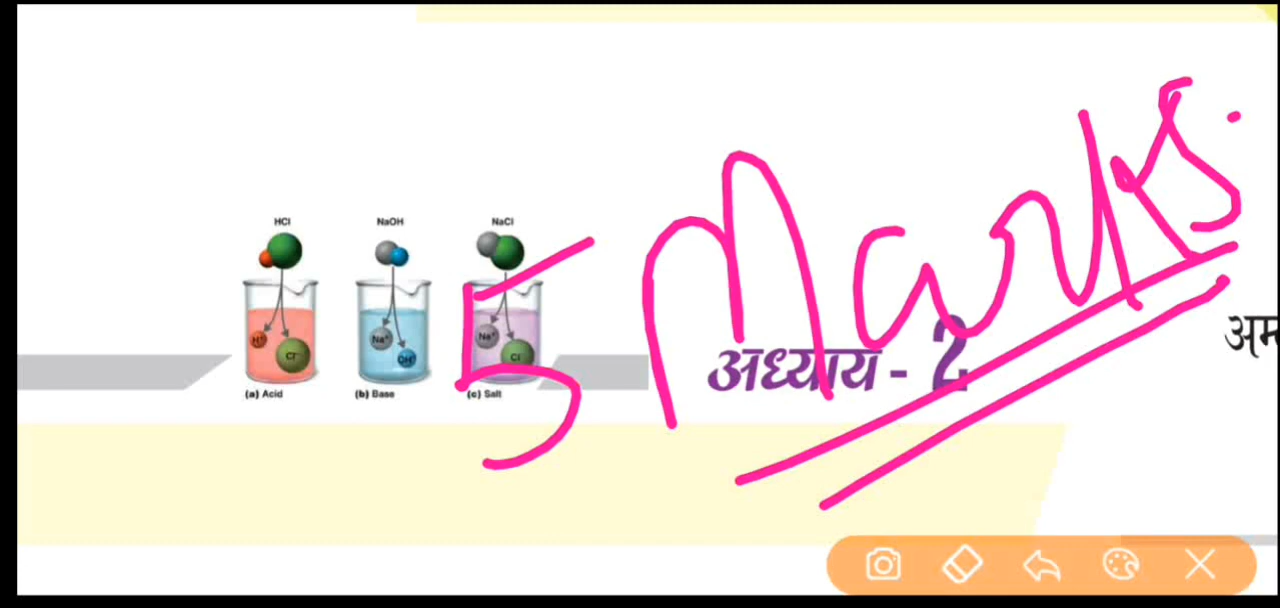 HCl NaOH NaCl
5 Marks.
H⁺ Cl⁻ Na⁺ OH⁻ Na⁺ Cl
अध्याय - 2
(a) Acid (b) Base (c) Salt